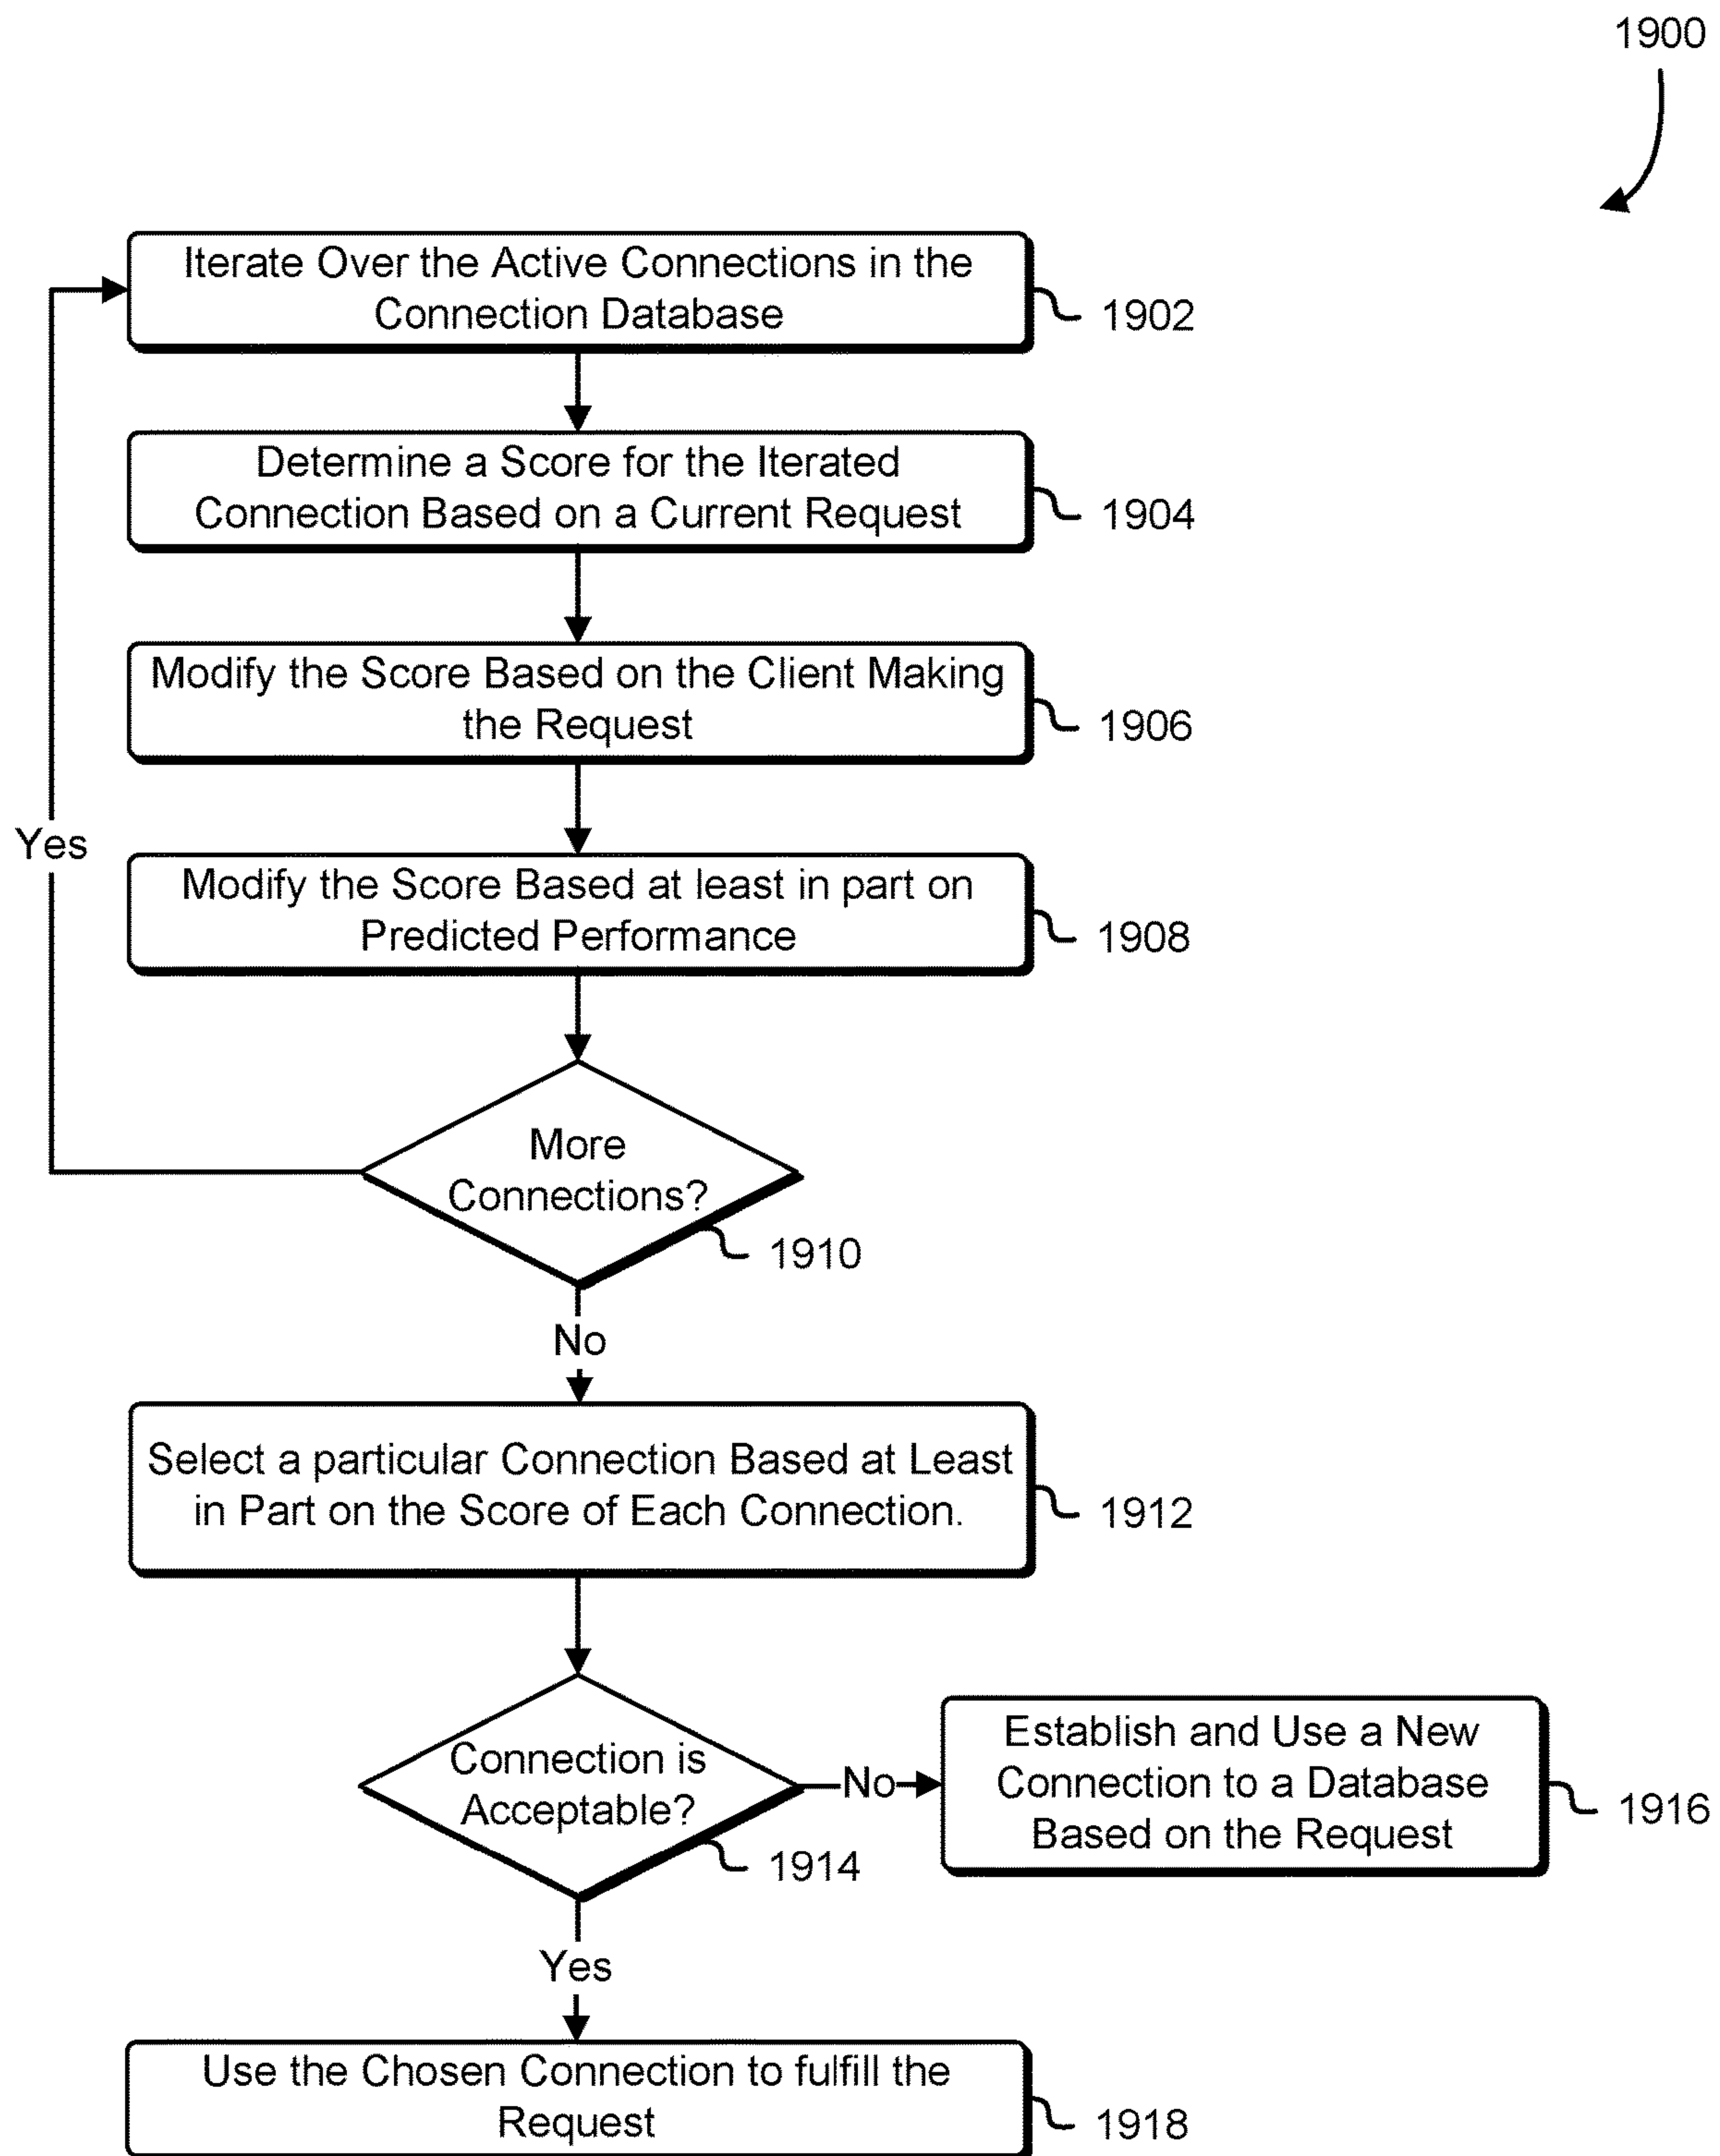 1900
Iterate Over the Active Connections in the
Connection Database
1902
Determine a Score for the Iterated
Connection Based on a Current Request
1904
Modify the Score Based on the Client Making
the Request
1906
Yes
Modify the Score Based at least in part on
Predicted Performance
1908
More
Connections?
1910
No
Select a particular Connection Based at Least
in Part on the Score of Each Connection.
1912
Connection is
Acceptable?
1914
No
Establish and Use a New
Connection to a Database
Based on the Request
1916
Yes
Use the Chosen Connection to fulfill the
Request
1918